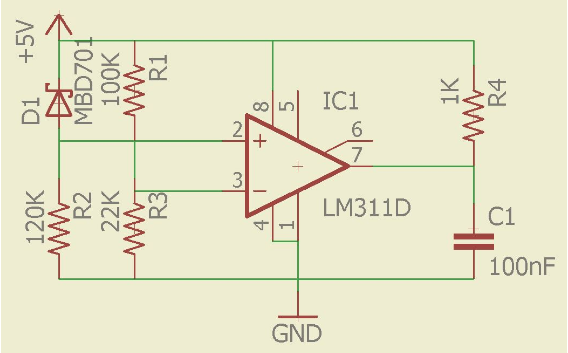 +5V
D1
MBD701
100K
R1
8
5
IC1
1K
R4
2
+
6
7
3
-
LM311D
120K
R2
22K
R3
4
1
C1
100nF
GND